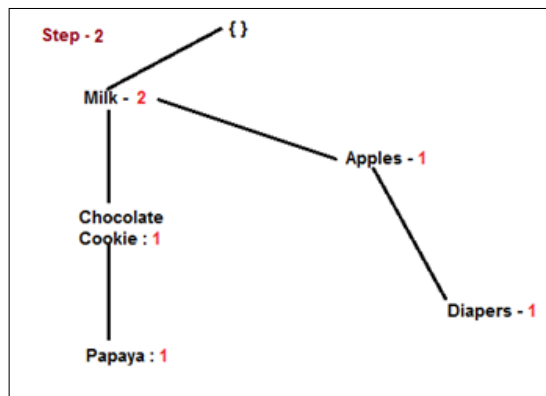 Step - 2
{ }
Milk - 2
Apples - 1
Chocolate
Cookie : 1
Diapers - 1
Papaya : 1